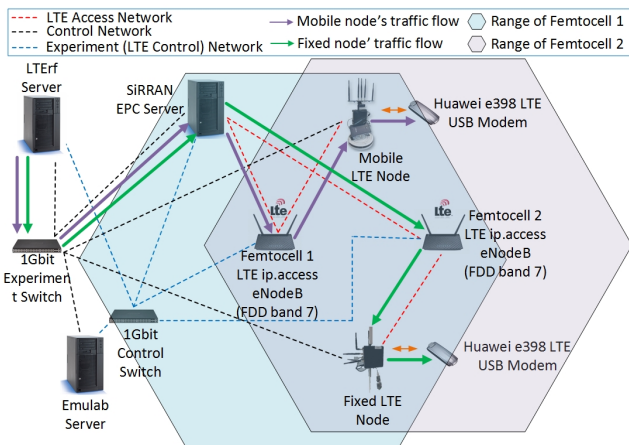 LTE Access Network
Control Network
Experiment (LTE Control) Network
Mobile node's traffic flow
Fixed node' traffic flow
Range of Femtocell 1
Range of Femtocell 2
LTErf
Server
SiRRAN
EPC Server
Huawei e398 LTE
USB Modem
Mobile
LTE Node
Lte
Lte
1Gbit
Experimen
t Switch
Femtocell 1
LTE ip.access
eNodeB
(FDD band 7)
Femtocell 2
LTE ip.access
eNodeB
(FDD band 7)
1Gbit
Control
Switch
Emulab
Server
Fixed LTE
Node
Huawei e398 LTE
USB Modem